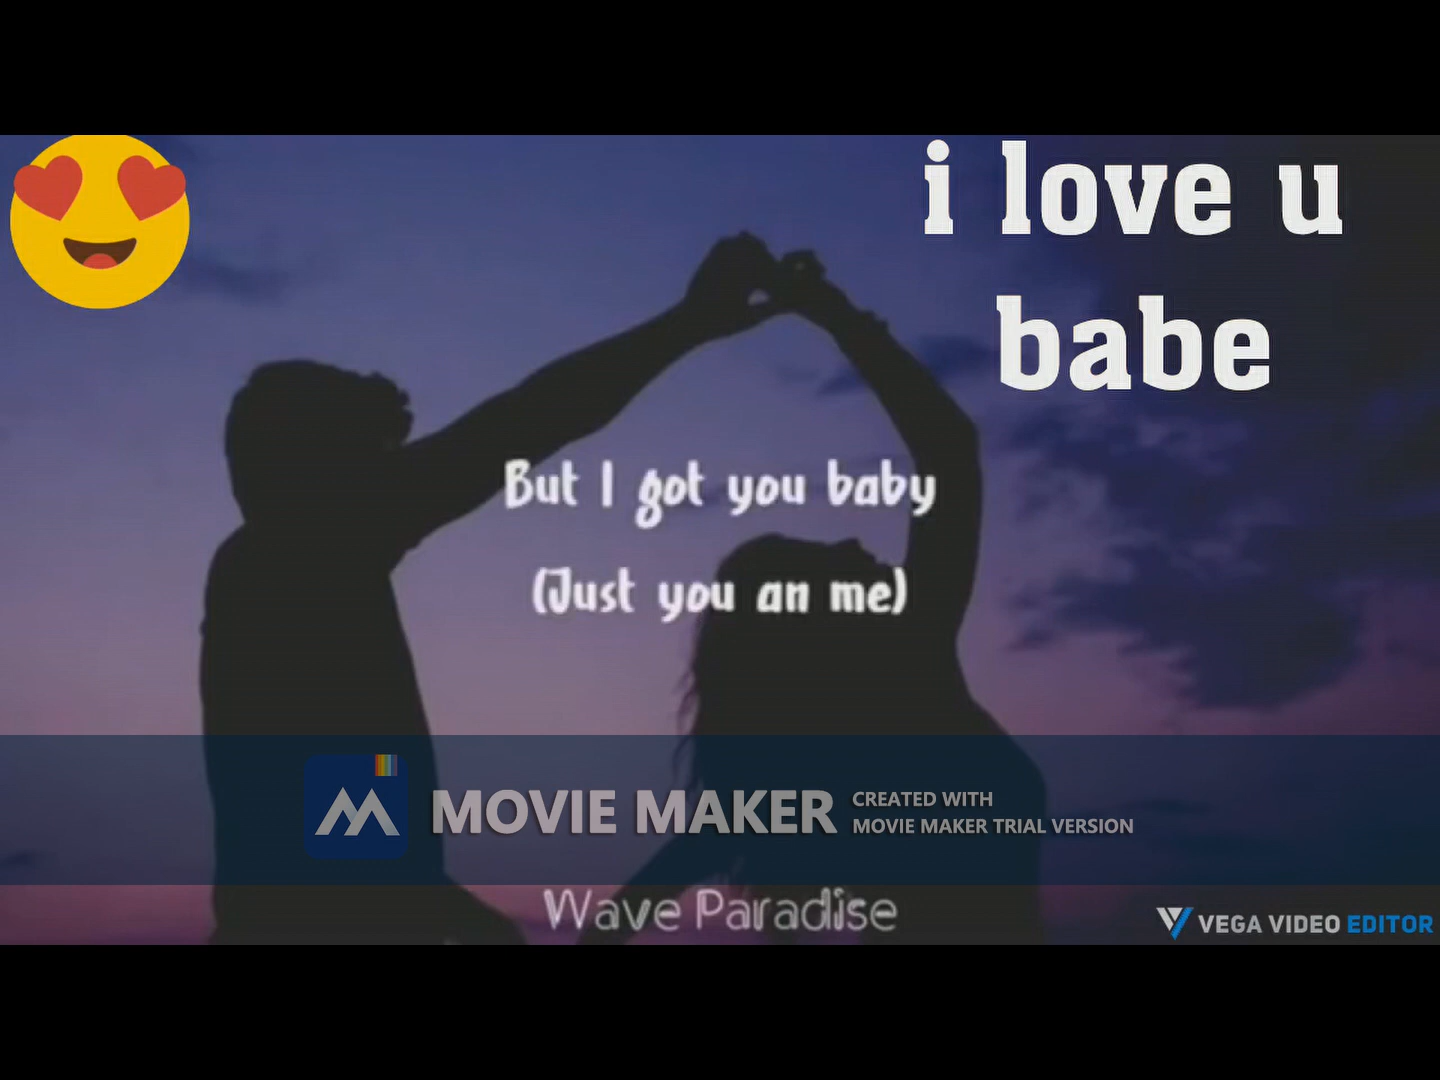 i love u
babe
But I got you baby
(Just you an me)
MOVIE MAKER
CREATED WITH
MOVIE MAKER TRIAL VERSION
Wave Paradise
VEGA VIDEO EDITOR